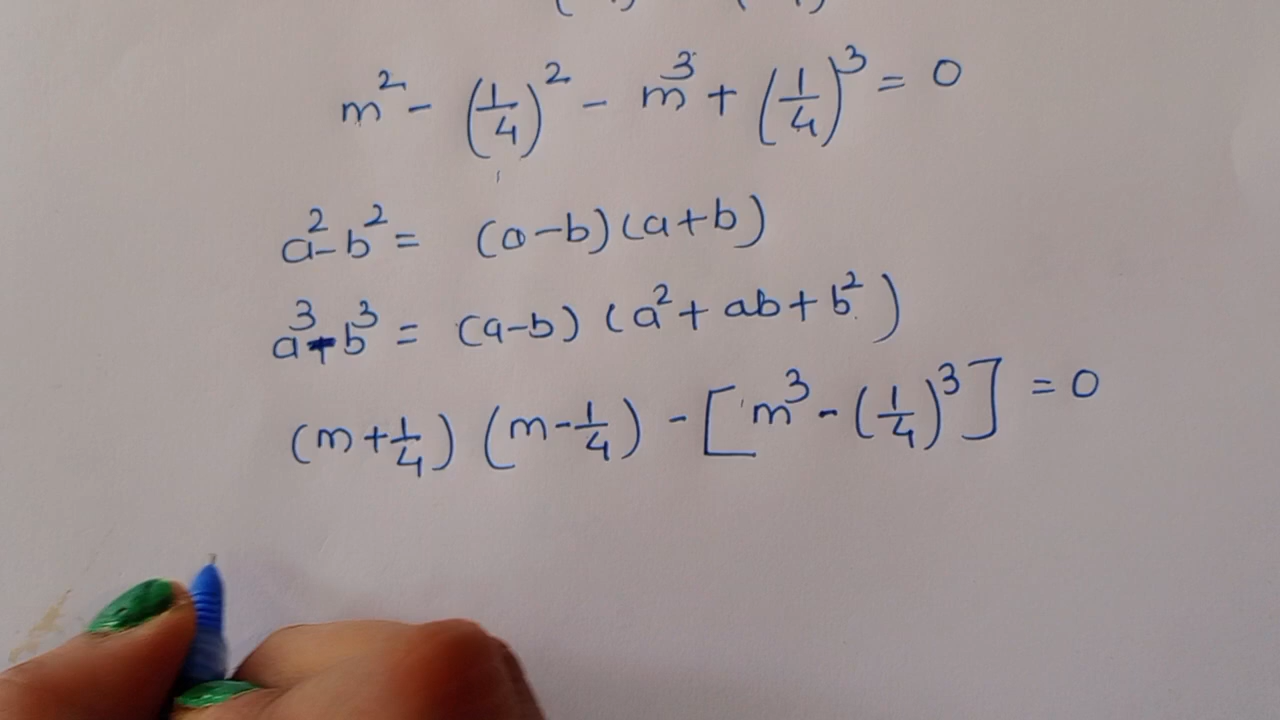 m² - (1/4)² - m³ + (1/4)³ = 0
a² - b² = (a-b)(a+b)
a³ - b³ = (a-b) (a² + ab + b²)
(m + 1/4) (m - 1/4) - [m³ - (1/4)³] = 0